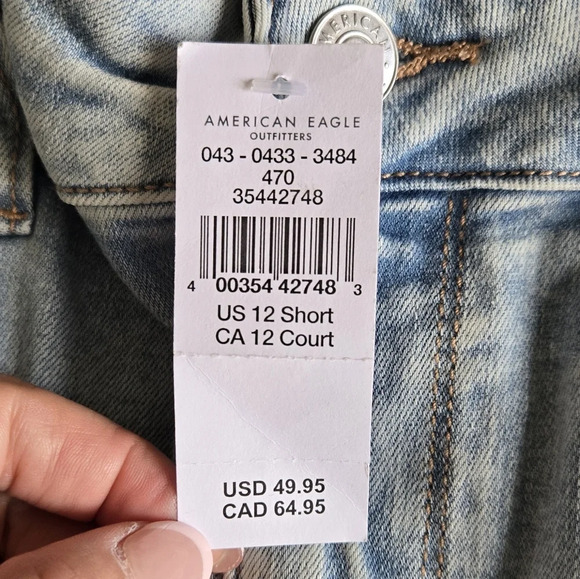 AMERICAN
AMERICAN EAGLE
OUTFITTERS
043 - 0433 - 3484
470
35442748
4 00354 42748 3
US 12 Short
CA 12 Court
USD 49.95
CAD 64.95